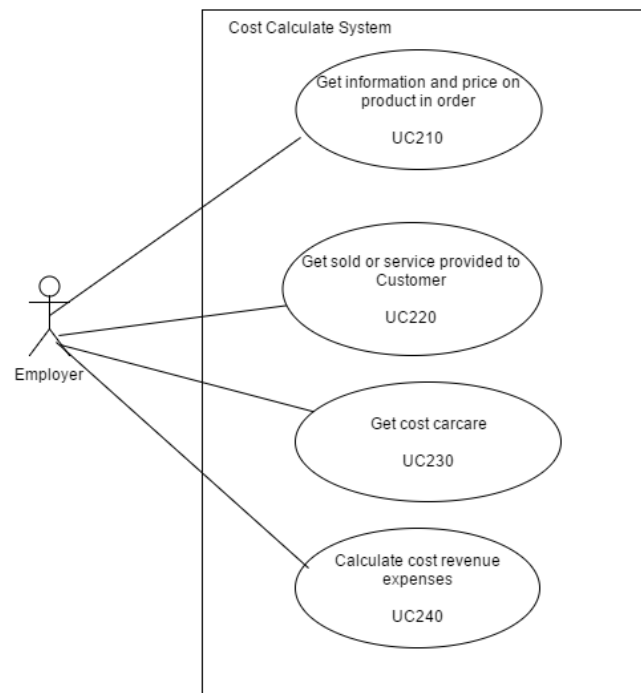 Cost Calculate System
Get information and price on
product in order
UC210
Get sold or service provided to
Customer
UC220
Employer
Get cost carcare
UC230
Calculate cost revenue
expenses
UC240